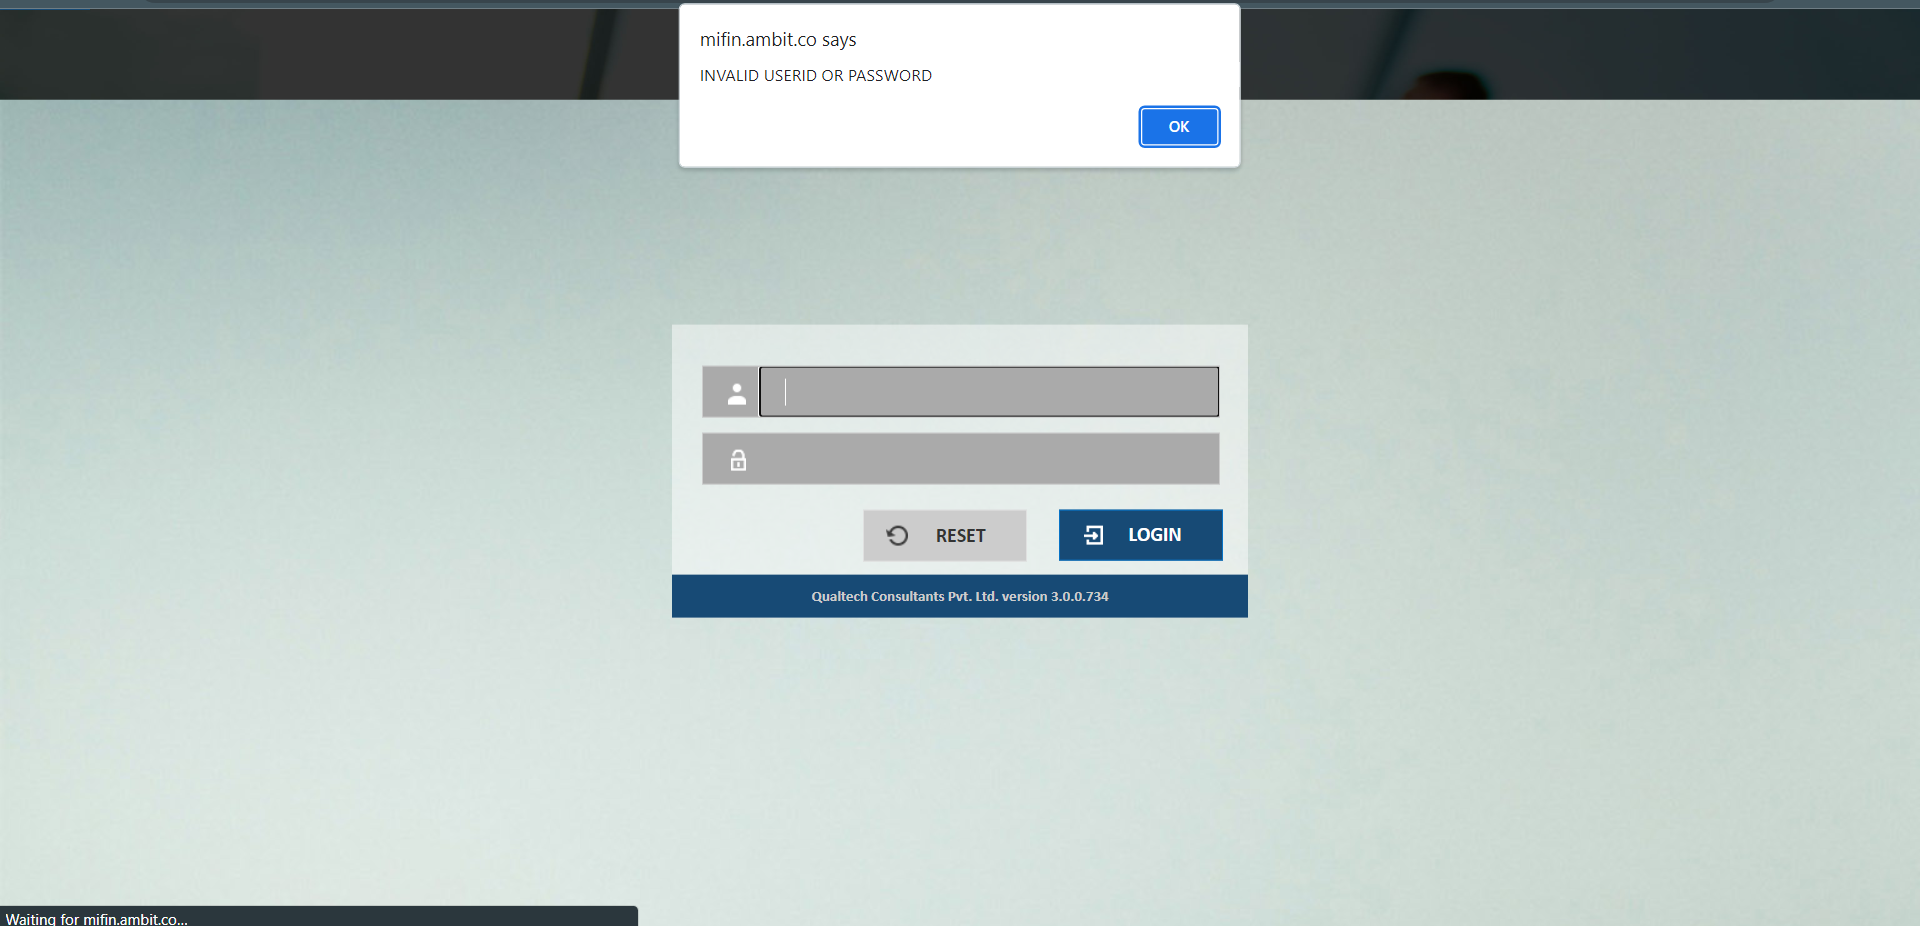 mifin.ambit.co says
INVALID USERID OR PASSWORD
OK
RESET
LOGIN
Qualtech Consultants Pvt. Ltd. version 3.0.0.734
Waiting for mifin.ambit.co...